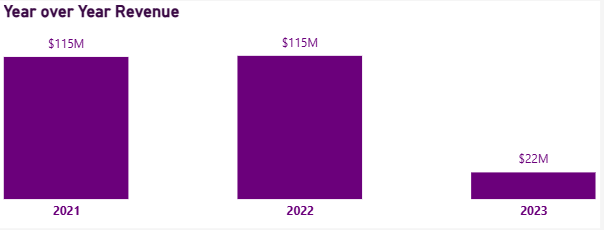 Year over Year Revenue
$115M
$115M
$22M
2021
2022
2023